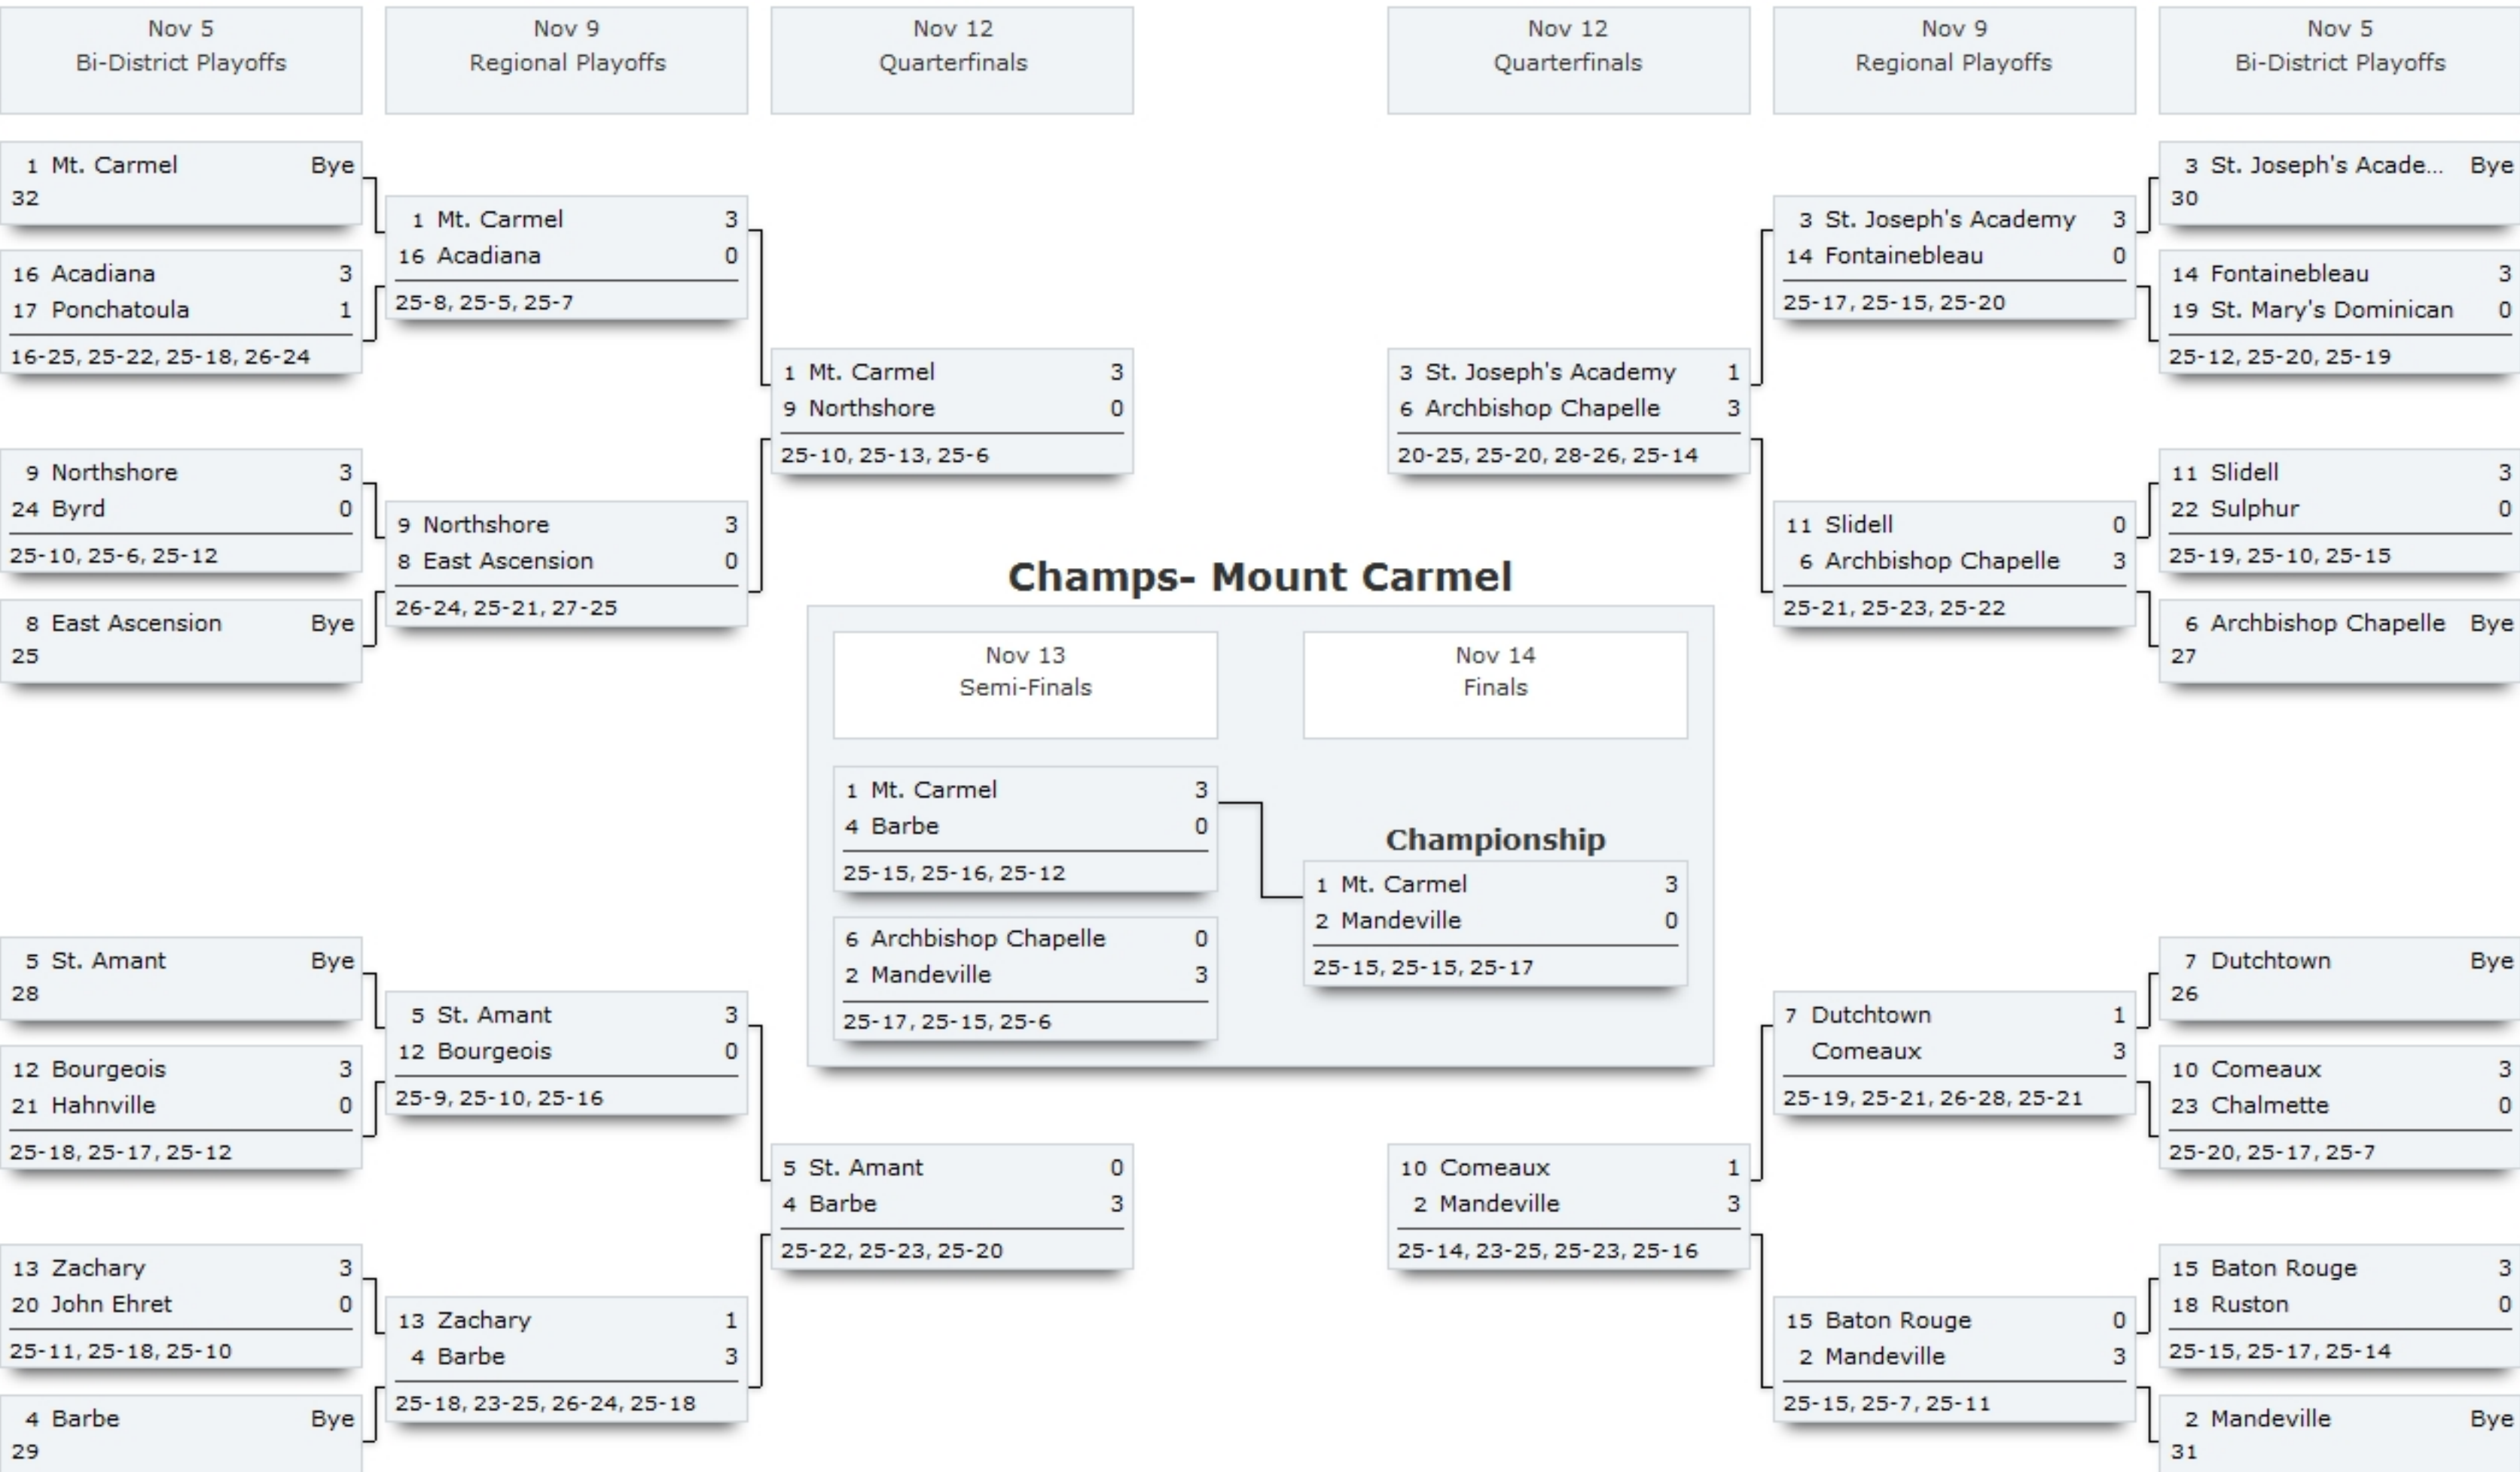 Nov 5
Bi-District Playoffs
Nov 9
Regional Playoffs
Nov 12
Quarterfinals
Nov 12
Quarterfinals
Nov 9
Regional Playoffs
Nov 5
Bi-District Playoffs
1 Mt. Carmel Bye
32
16 Acadiana 3
17 Ponchatoula 1
16-25, 25-22, 25-18, 26-24
9 Northshore 3
24 Byrd 0
25-10, 25-6, 25-12
8 East Ascension Bye
25
5 St. Amant Bye
28
12 Bourgeois 3
21 Hahnville 0
25-18, 25-17, 25-12
13 Zachary 3
20 John Ehret 0
25-11, 25-18, 25-10
4 Barbe Bye
29
1 Mt. Carmel 3
16 Acadiana 0
25-8, 25-5, 25-7
9 Northshore 3
8 East Ascension 0
26-24, 25-21, 27-25
5 St. Amant 3
12 Bourgeois 0
25-9, 25-10, 25-16
13 Zachary 1
4 Barbe 3
25-18, 23-25, 26-24, 25-18
1 Mt. Carmel 3
9 Northshore 0
25-10, 25-13, 25-6
5 St. Amant 0
4 Barbe 3
25-22, 25-23, 25-20
Champs- Mount Carmel
Nov 13
Semi-Finals
Nov 14
Finals
1 Mt. Carmel 3
4 Barbe 0
25-15, 25-16, 25-12
6 Archbishop Chapelle 0
2 Mandeville 3
25-17, 25-15, 25-6
Championship
1 Mt. Carmel 3
2 Mandeville 0
25-15, 25-15, 25-17
3 St. Joseph's Academy 1
6 Archbishop Chapelle 3
20-25, 25-20, 28-26, 25-14
10 Comeaux 1
2 Mandeville 3
25-14, 23-25, 25-23, 25-16
3 St. Joseph's Academy 3
14 Fontainebleau 0
25-17, 25-15, 25-20
11 Slidell 0
6 Archbishop Chapelle 3
25-21, 25-23, 25-22
7 Dutchtown 1
Comeaux 3
25-19, 25-21, 26-28, 25-21
15 Baton Rouge 0
2 Mandeville 3
25-15, 25-7, 25-11
3 St. Joseph's Acade... Bye
30
14 Fontainebleau 3
19 St. Mary's Dominican 0
25-12, 25-20, 25-19
11 Slidell 3
22 Sulphur 0
25-19, 25-10, 25-15
6 Archbishop Chapelle Bye
27
7 Dutchtown Bye
26
10 Comeaux 3
23 Chalmette 0
25-20, 25-17, 25-7
15 Baton Rouge 3
18 Ruston 0
25-15, 25-17, 25-14
2 Mandeville Bye
31